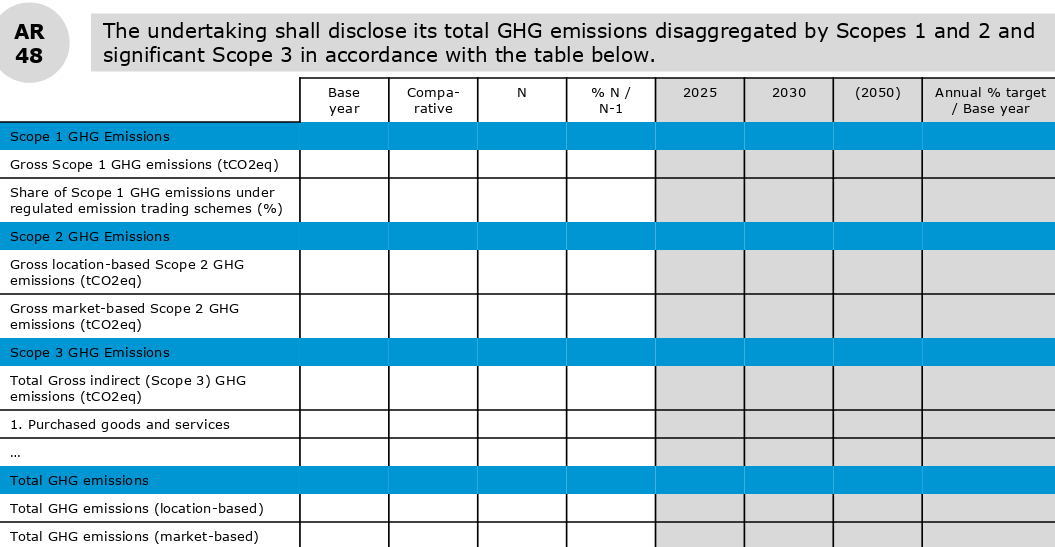 AR
48
The undertaking shall disclose its total GHG emissions disaggregated by Scopes 1 and 2 and
significant Scope 3 in accordance with the table below.
Base
year
Compa-
rative
N
% N /
N-1
2025
2030
(2050)
Annual % target
/ Base year
Scope 1 GHG Emissions
Gross Scope 1 GHG emissions (tCO2eq)
Share of Scope 1 GHG emissions under
regulated emission trading schemes (%)
Scope 2 GHG Emissions
Gross location-based Scope 2 GHG
emissions (tCO2eq)
Gross market-based Scope 2 GHG
emissions (tCO2eq)
Scope 3 GHG Emissions
Total Gross indirect (Scope 3) GHG
emissions (tCO2eq)
1. Purchased goods and services
…
Total GHG emissions
Total GHG emissions (location-based)
Total GHG emissions (market-based)